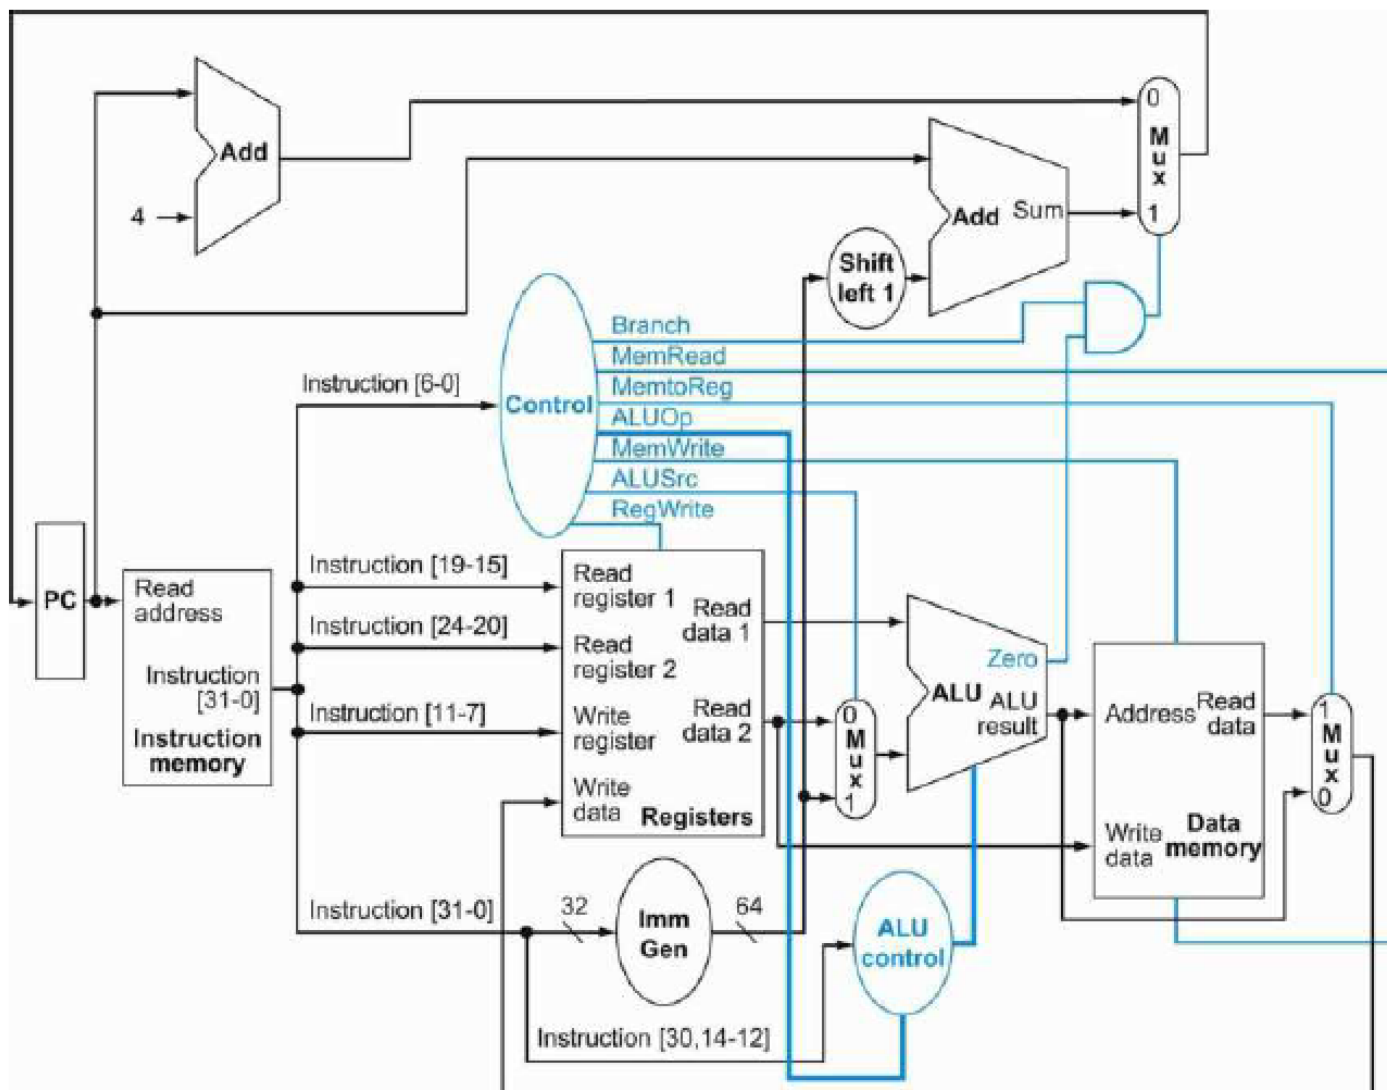 0
M
u
x
1
Add
4
Add Sum
Shift
left 1
Branch
MemRead
MemtoReg
ALUOp
MemWrite
ALUSrc
RegWrite
Instruction [6-0]
Control
PC
Read
address
Instruction
[31-0]
Instruction
memory
Instruction [19-15]
Instruction [24-20]
Instruction [11-7]
Instruction [31-0]
Read
register 1
Read
register 2
Write
register
Write
data
Read
data 1
Read
data 2
Registers
0
M
u
x
1
Zero
ALU
ALU
result
Address
Read
data
Write
data
Data
memory
1
M
u
x
0
32
Imm
Gen
64
ALU
control
Instruction [30,14-12]